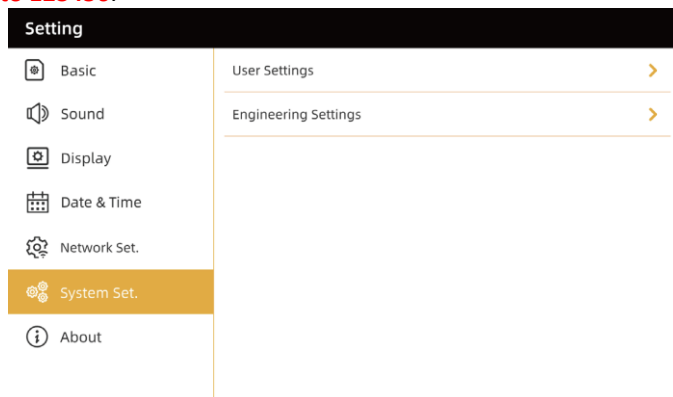 Setting
Basic
User Settings
Sound
Engineering Settings
Display
Date & Time
Network Set.
System Set.
About